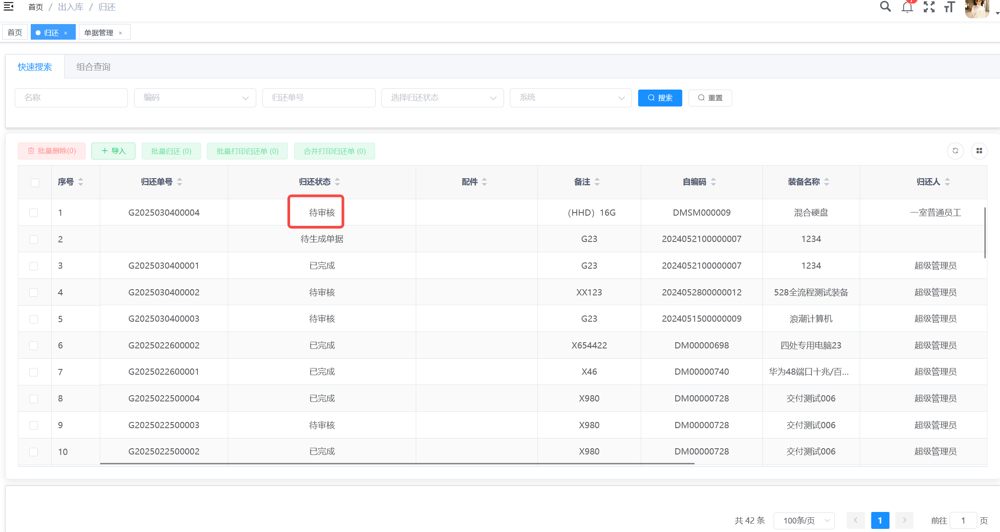 首页 / 出入库 / 归还
7
首页 归还 × 单据管理 ×
快速搜索 组合查询
名称 编码 归还单号 选择归还状态 系统 搜索 重置
批量删除(0) 导入 批量归还 (0) 批量打印归还单 (0) 合并打印归还单 (0)
序号 归还单号 归还状态 配件 备注 自编码 装备名称 归还人
1 G2025030400004 待审核 （HHD）16G DMSM000009 混合硬盘 一室普通员工
2 待生成单据 G23 2024052100000007 1234
3 G2025030400001 已完成 G23 2024052100000007 1234 超级管理员
4 G2025030400002 待审核 XX123 2024052800000012 528全流程测试装备 超级管理员
5 G2025030400003 待审核 G23 2024051500000009 浪潮计算机 超级管理员
6 G2025022600002 已完成 X654422 DM00000698 四处专用电脑23 超级管理员
7 G2025022600001 已完成 X46 DM00000740 华为48端口十兆/百... 超级管理员
8 G2025022500004 已完成 X980 DM00000728 交付测试006 超级管理员
9 G2025022500003 待审核 X980 DM00000728 交付测试006 超级管理员
10 G2025022500002 已完成 X980 DM00000728 交付测试006 超级管理员
共 42 条 100条/页 1 前往 1 页